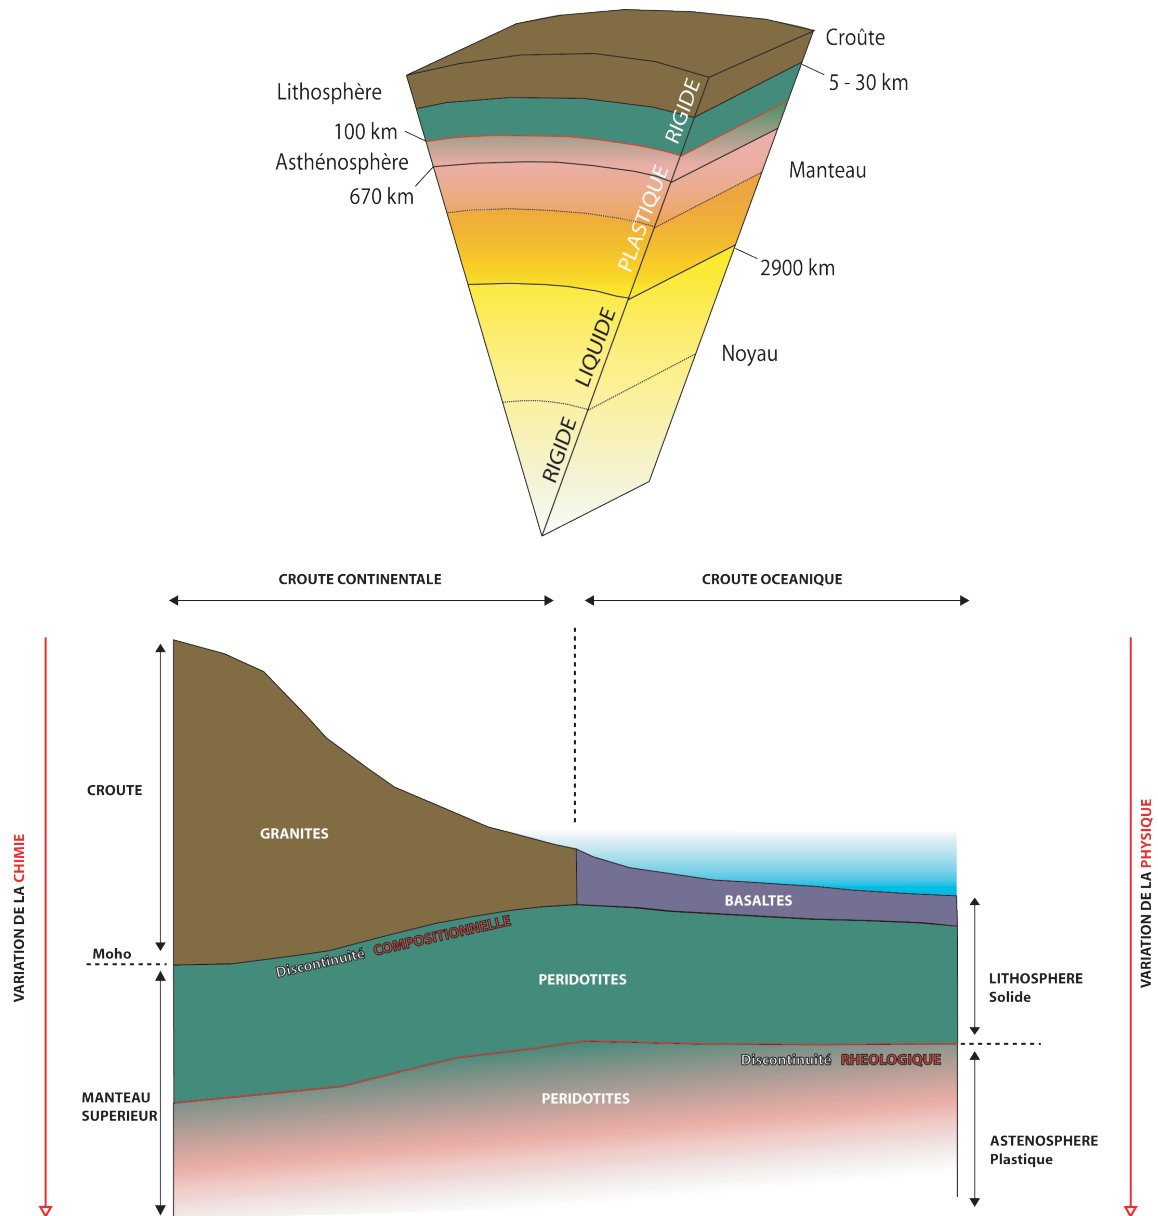 Croûte
5 - 30 km
Lithosphère
100 km
Asthénosphère
670 km
RIGIDE
PLASTIQUE
LIQUIDE
RIGIDE
Manteau
2900 km
Noyau
CROUTE CONTINENTALE
CROUTE OCEANIQUE
VARIATION DE LA CHIMIE
VARIATION DE LA PHYSIQUE
CROUTE
GRANITES
BASALTES
Moho
Discontinuité COMPOSITIONNELLE
PERIDOTITES
LITHOSPHERE
Solide
Discontinuité RHEOLOGIQUE
MANTEAU
SUPERIEUR
PERIDOTITES
ASTENOSPHERE
Plastique